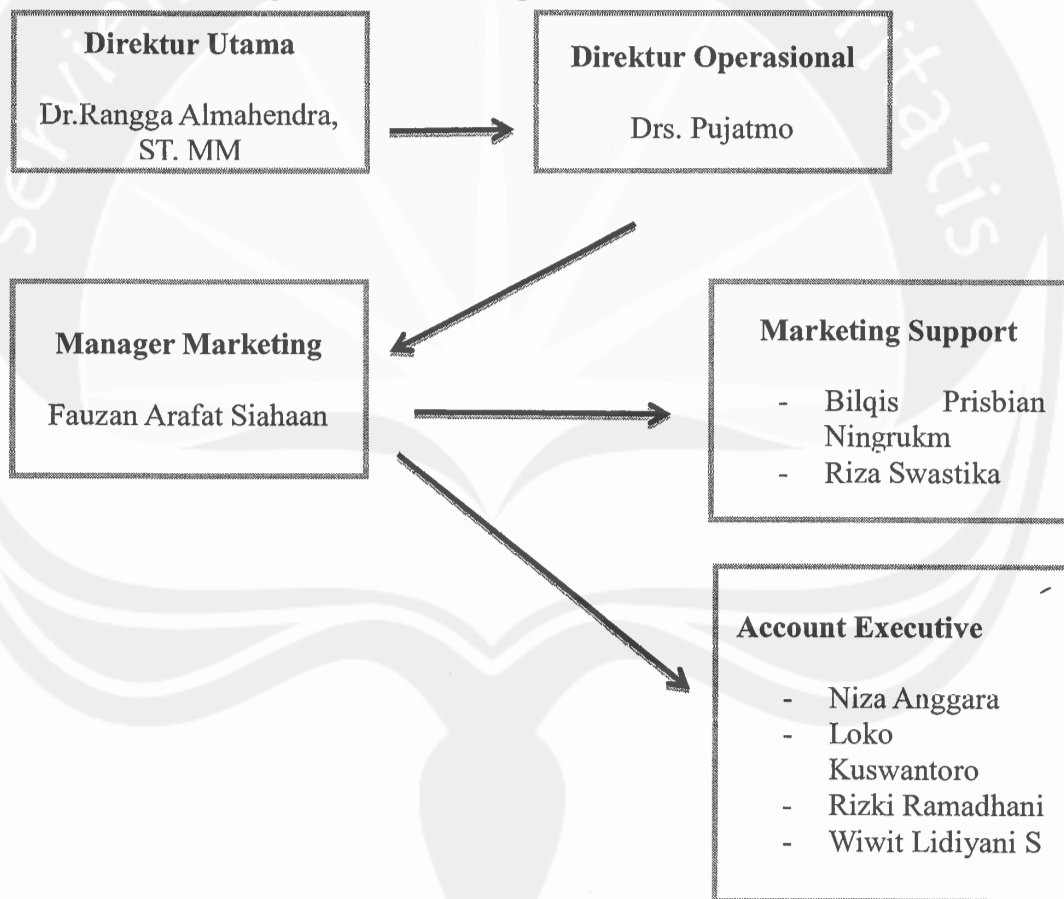 Direktur Utama
Dr.Rangga Almahendra,
ST. MM
Direktur Operasional
Drs. Pujatmo
Manager Marketing
Fauzan Arafat Siahaan
Marketing Support
- Bilqis Prisbian
Ningrukm
- Riza Swastika
Account Executive
- Niza Anggara
- Loko
Kuswantoro
- Rizki Ramadhani
- Wiwit Lidiyani S